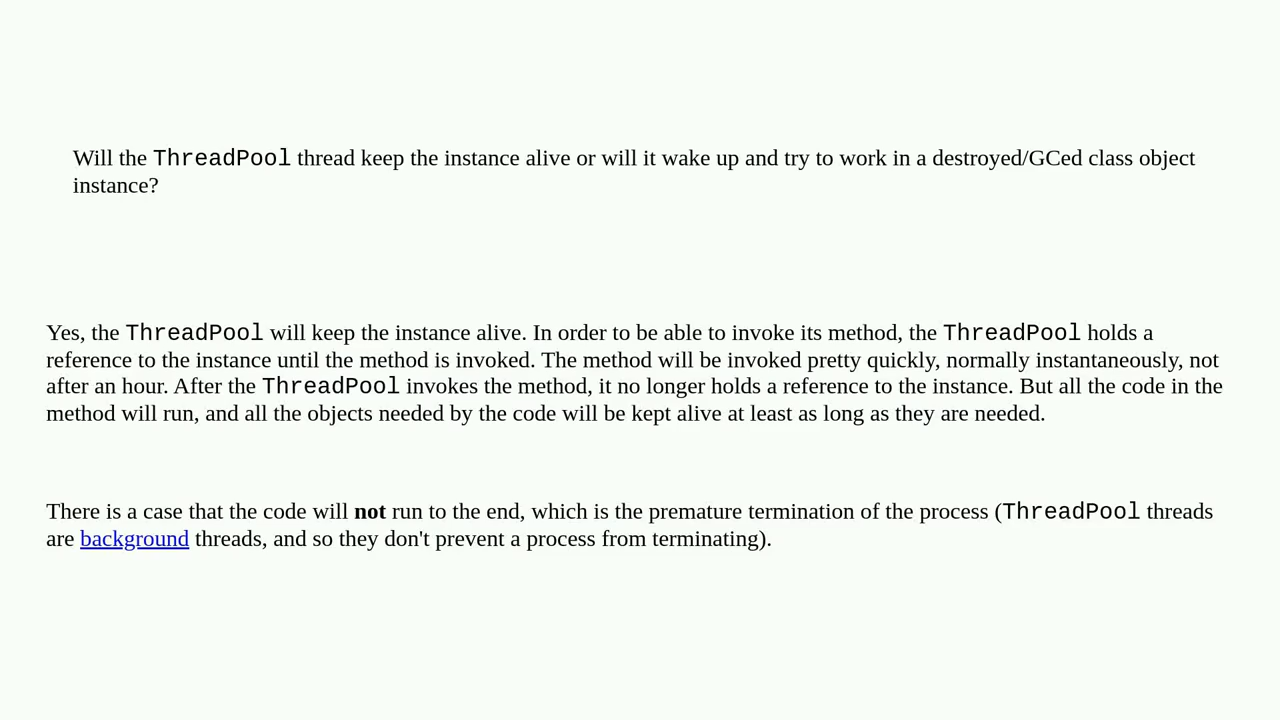 Will the ThreadPool thread keep the instance alive or will it wake up and try to work in a destroyed/GCed class object
instance?
Yes, the ThreadPool will keep the instance alive. In order to be able to invoke its method, the ThreadPool holds a
reference to the instance until the method is invoked. The method will be invoked pretty quickly, normally instantaneously, not
after an hour. After the ThreadPool invokes the method, it no longer holds a reference to the instance. But all the code in the
method will run, and all the objects needed by the code will be kept alive at least as long as they are needed.
There is a case that the code will not run to the end, which is the premature termination of the process (ThreadPool threads
are background threads, and so they don't prevent a process from terminating).